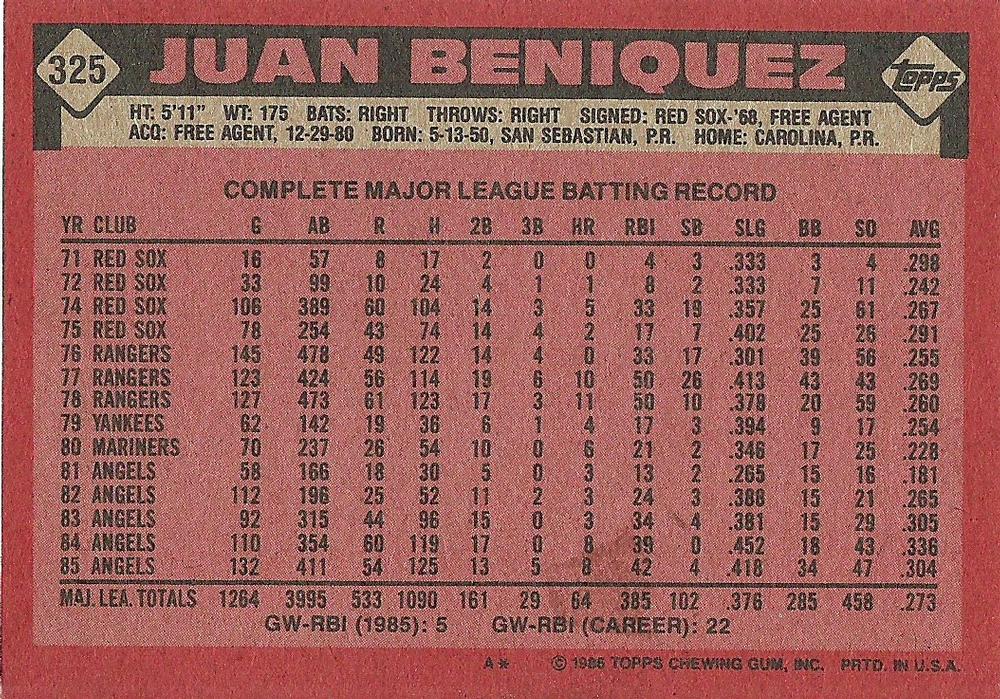 325 JUAN BENIQUEZ TOPPS
HT: 5'11" WT: 175 BATS: RIGHT THROWS: RIGHT SIGNED: RED SOX-'68, FREE AGENT
ACQ: FREE AGENT, 12-29-80 BORN: 5-13-50, SAN SEBASTIAN, P.R. HOME: CAROLINA, P.R.
COMPLETE MAJOR LEAGUE BATTING RECORD
YR CLUB G AB R H 2B 3B HR RBI SB SLG BB SO AVG
71 RED SOX 16 57 8 17 2 0 0 4 3 .333 3 4 .298
72 RED SOX 33 99 10 24 4 1 1 8 2 .333 7 11 .242
74 RED SOX 106 389 60 104 14 3 5 33 19 .357 25 61 .267
75 RED SOX 78 254 43 74 14 4 2 17 7 .402 25 26 .291
76 RANGERS 145 478 49 122 14 4 0 33 17 .301 39 56 .255
77 RANGERS 123 424 56 114 19 6 10 50 26 .413 43 43 .269
78 RANGERS 127 473 61 123 17 3 11 50 10 .378 20 59 .260
79 YANKEES 62 142 19 36 6 1 4 17 3 .394 9 17 .254
80 MARINERS 70 237 26 54 10 0 6 21 2 .346 17 25 .228
81 ANGELS 58 166 18 30 5 0 3 13 2 .265 15 16 .181
82 ANGELS 112 196 25 52 11 2 3 24 3 .388 15 21 .265
83 ANGELS 92 315 44 96 15 0 3 34 4 .381 15 29 .305
84 ANGELS 110 354 60 119 17 0 8 39 0 .452 18 43 .336
85 ANGELS 132 411 54 125 13 5 8 42 4 .418 34 47 .304
MAJ. LEA. TOTALS 1264 3995 533 1090 161 29 64 385 102 .376 285 458 .273
GW-RBI (1985): 5 GW-RBI (CAREER): 22
A* © 1986 TOPPS CHEWING GUM, INC. PRTD. IN U.S.A.